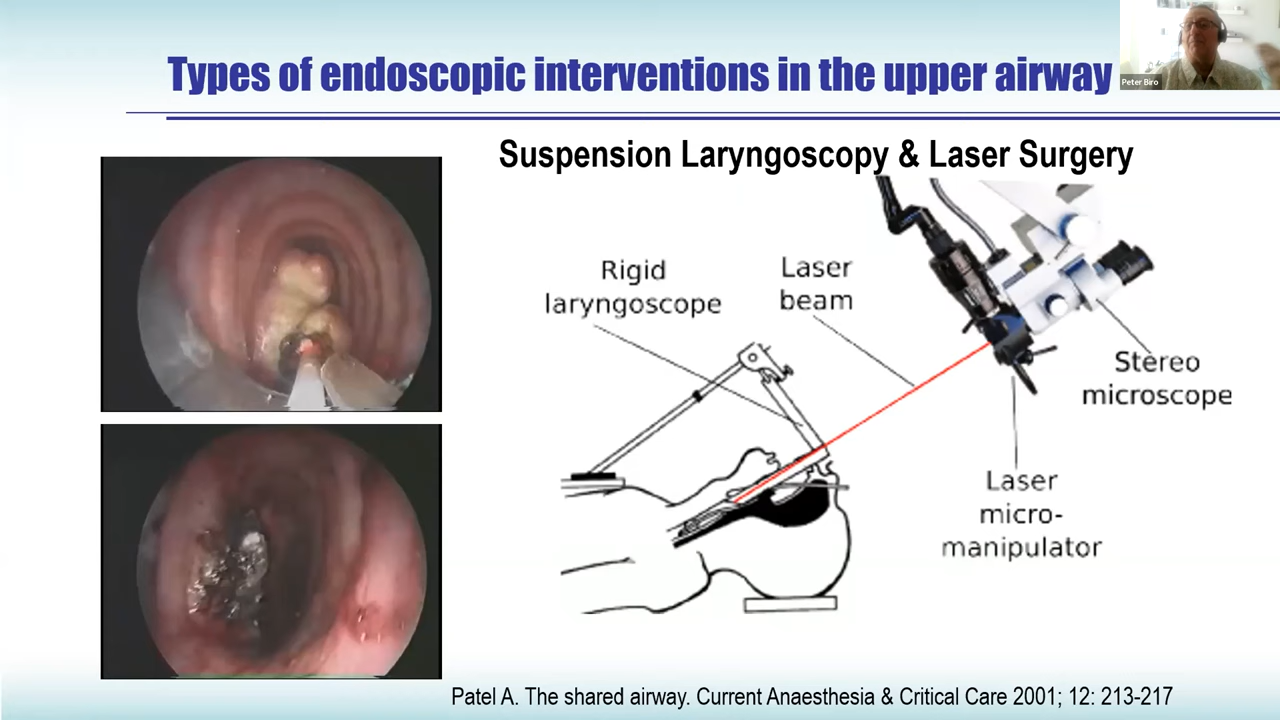 Types of endoscopic interventions in the upper airway
Peter Biro
Suspension Laryngoscopy & Laser Surgery
Rigid
laryngoscope
Laser
beam
Stereo
microscope
Laser
micro-
manipulator
Patel A. The shared airway. Current Anaesthesia & Critical Care 2001; 12: 213-217